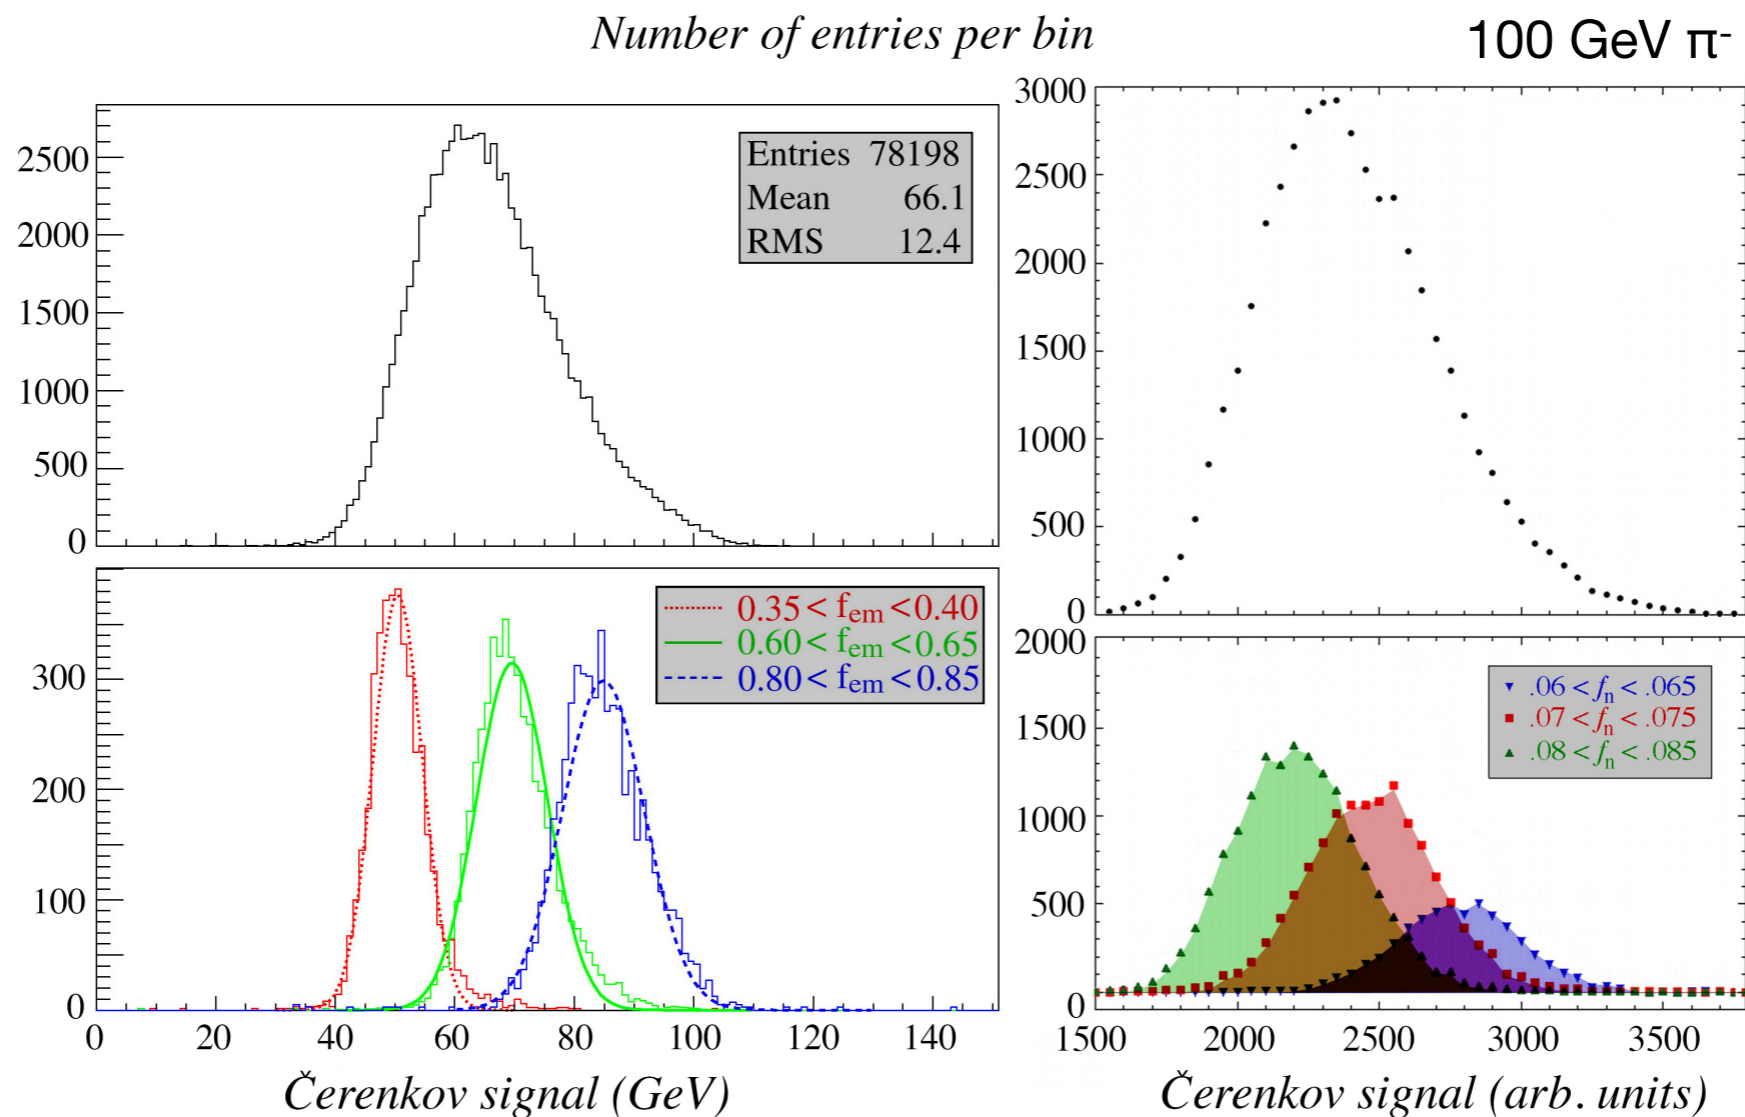 Number of entries per bin
100 GeV π⁻
2500
2000
1500
1000
500
0
Entries 78198
Mean 66.1
RMS 12.4
300
200
100
0
0.35 < fem < 0.40
0.60 < fem < 0.65
0.80 < fem < 0.85
0 20 40 60 80 100 120 140
Čerenkov signal (GeV)
3000
2500
2000
1500
1000
500
0
2000
1500
1000
500
0
.06 < fn < .065
.07 < fn < .075
.08 < fn < .085
1500 2000 2500 3000 3500
Čerenkov signal (arb. units)